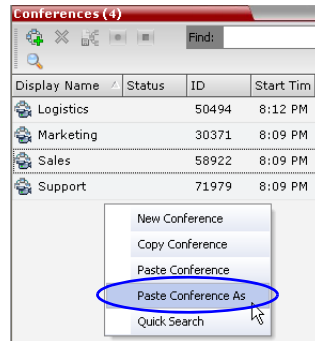 Conferences (4)
Find:
Display Name Status ID Start Tim
Logistics 50494 8:12 PM
Marketing 30371 8:09 PM
Sales 58922 8:09 PM
Support 71979 8:09 PM
New Conference
Copy Conference
Paste Conference
Paste Conference As
Quick Search